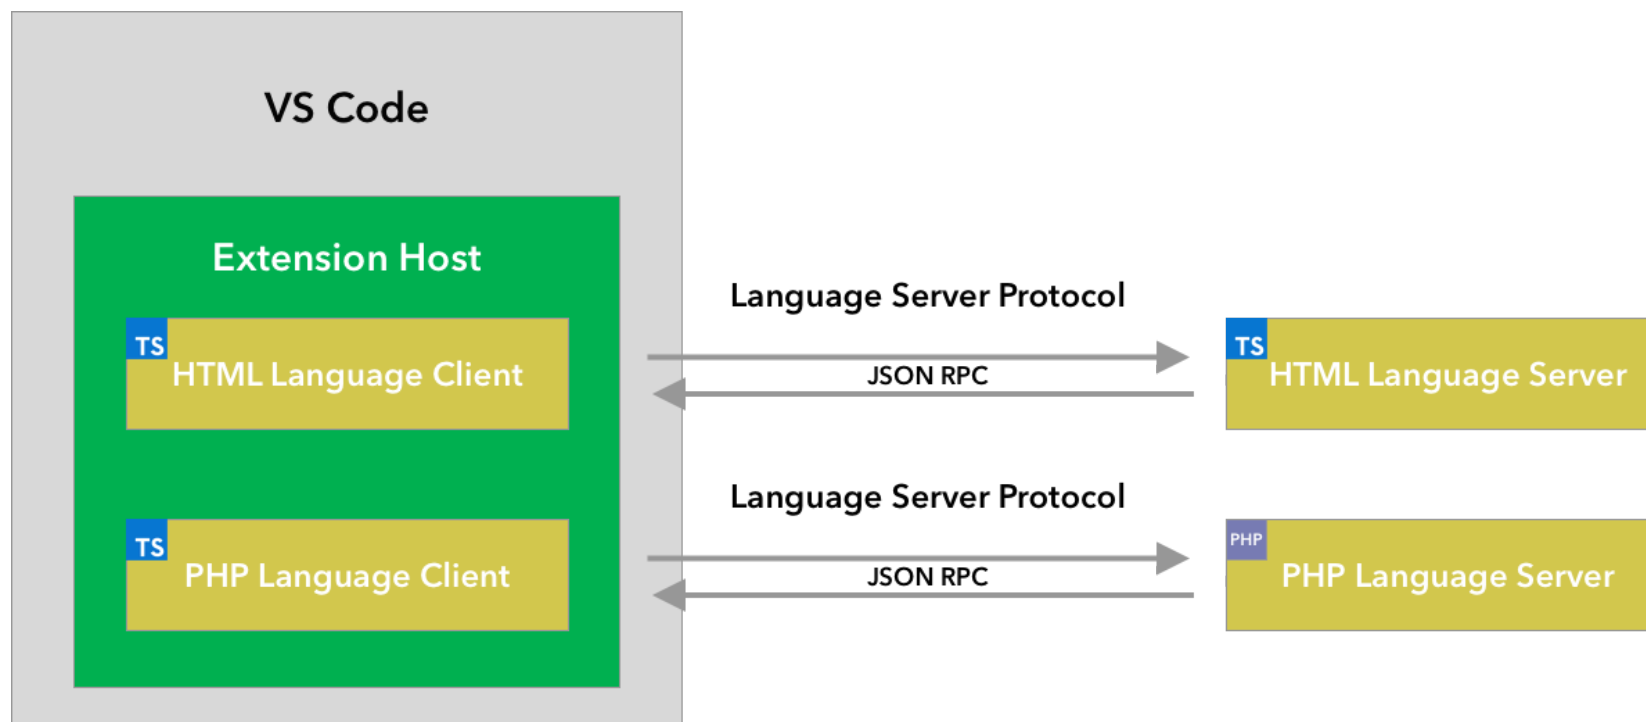 VS Code
Extension Host
TS
HTML Language Client
Language Server Protocol
JSON RPC
TS
HTML Language Server
TS
PHP Language Client
Language Server Protocol
JSON RPC
PHP
PHP Language Server